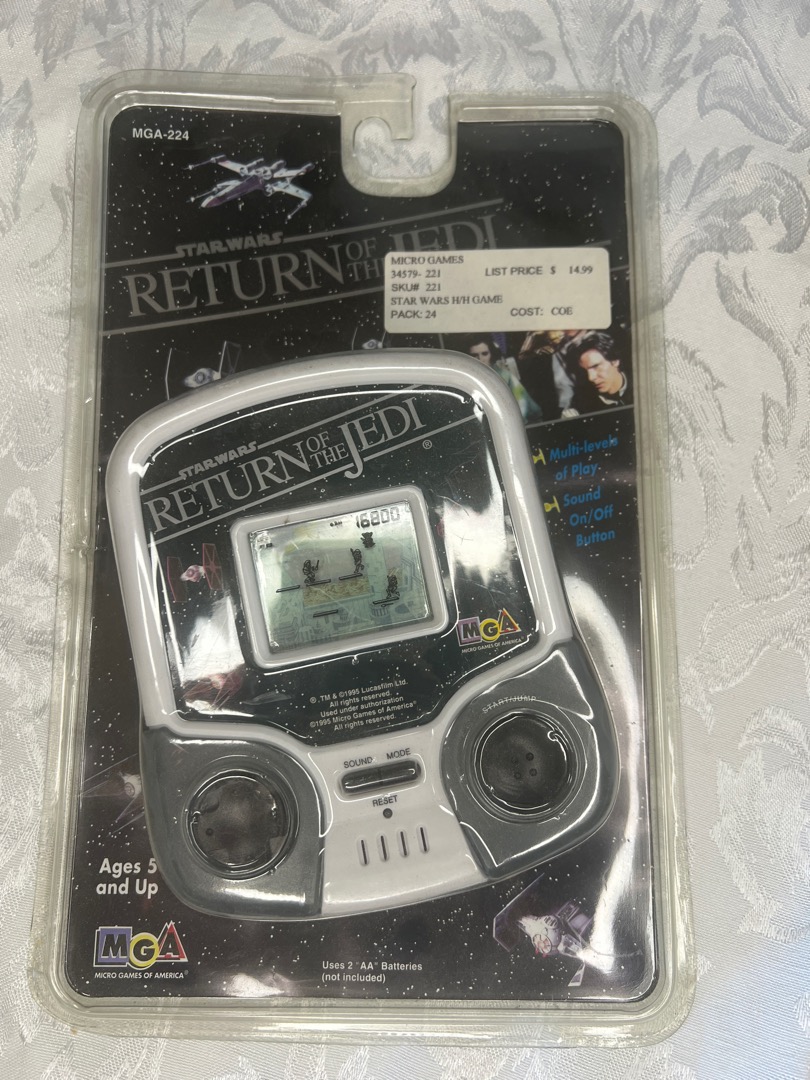 MGA-224
STAR WARS
RETURN OF THE JEDI
MICRO GAMES
34579- 221 LIST PRICE $ 14.99
SKU# 221
STAR WARS H/H GAME
PACK: 24 COST: COE
STAR WARS
RETURN OF THE JEDI®
Multi-levels
of Play
Sound
On/Off
Button
16800
MGA
MICRO GAMES OF AMERICA
®, TM & ©1995 Lucasfilm Ltd.
All rights reserved.
Used under authorization
©1995 Micro Games of America®
All rights reserved.
START/JUMP
SOUND MODE
RESET
Ages 5
and Up
MGA
MICRO GAMES OF AMERICA®
Uses 2 "AA" Batteries
(not included)